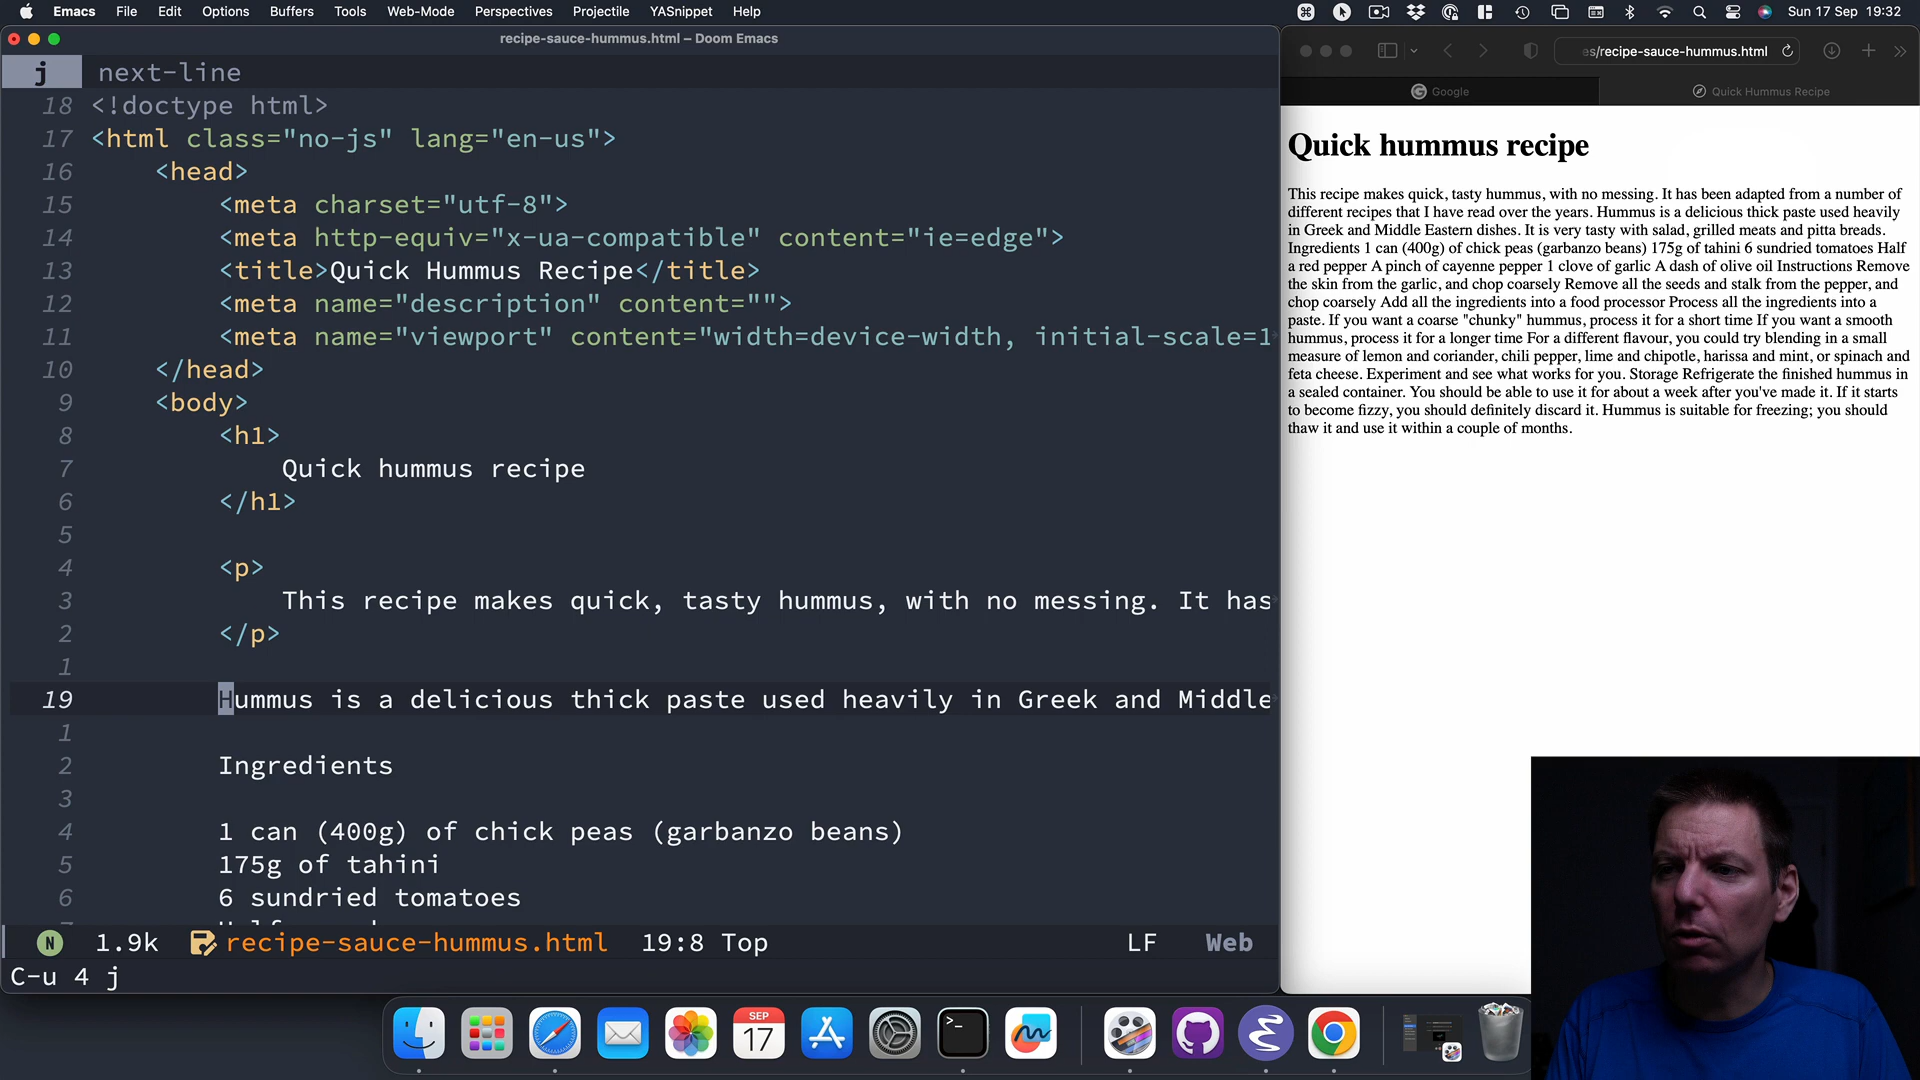 Emacs File Edit Options Buffers Tools Web-Mode Perspectives Projectile YASnippet Help
Sun 17 Sep 19:32
recipe-sauce-hummus.html – Doom Emacs
j next-line
18 <!doctype html>
17 <html class="no-js" lang="en-us">
16 <head>
15 <meta charset="utf-8">
14 <meta http-equiv="x-ua-compatible" content="ie=edge">
13 <title>Quick Hummus Recipe</title>
12 <meta name="description" content="">
11 <meta name="viewport" content="width=device-width, initial-scale=1
10 </head>
9 <body>
8 <h1>
7 Quick hummus recipe
6 </h1>
5
4 <p>
3 This recipe makes quick, tasty hummus, with no messing. It has
2 </p>
1
19 Hummus is a delicious thick paste used heavily in Greek and Middle
1
2 Ingredients
3
4 1 can (400g) of chick peas (garbanzo beans)
5 175g of tahini
6 6 sundried tomatoes
N 1.9k recipe-sauce-hummus.html 19:8 Top LF Web
C-u 4 j
es/recipe-sauce-hummus.html
Google
Quick Hummus Recipe
Quick hummus recipe
This recipe makes quick, tasty hummus, with no messing. It has been adapted from a number of
different recipes that I have read over the years. Hummus is a delicious thick paste used heavily
in Greek and Middle Eastern dishes. It is very tasty with salad, grilled meats and pitta breads.
Ingredients 1 can (400g) of chick peas (garbanzo beans) 175g of tahini 6 sundried tomatoes Half
a red pepper A pinch of cayenne pepper 1 clove of garlic A dash of olive oil Instructions Remove
the skin from the garlic, and chop coarsely Remove all the seeds and stalk from the pepper, and
chop coarsely Add all the ingredients into a food processor Process all the ingredients into a
paste. If you want a coarse "chunky" hummus, process it for a short time If you want a smooth
hummus, process it for a longer time For a different flavour, you could try blending in a small
measure of lemon and coriander, chili pepper, lime and chipotle, harissa and mint, or spinach and
feta cheese. Experiment and see what works for you. Storage Refrigerate the finished hummus in
a sealed container. You should be able to use it for about a week after you've made it. If it starts
to become fizzy, you should definitely discard it. Hummus is suitable for freezing; you should
thaw it and use it within a couple of months.
SEP
17